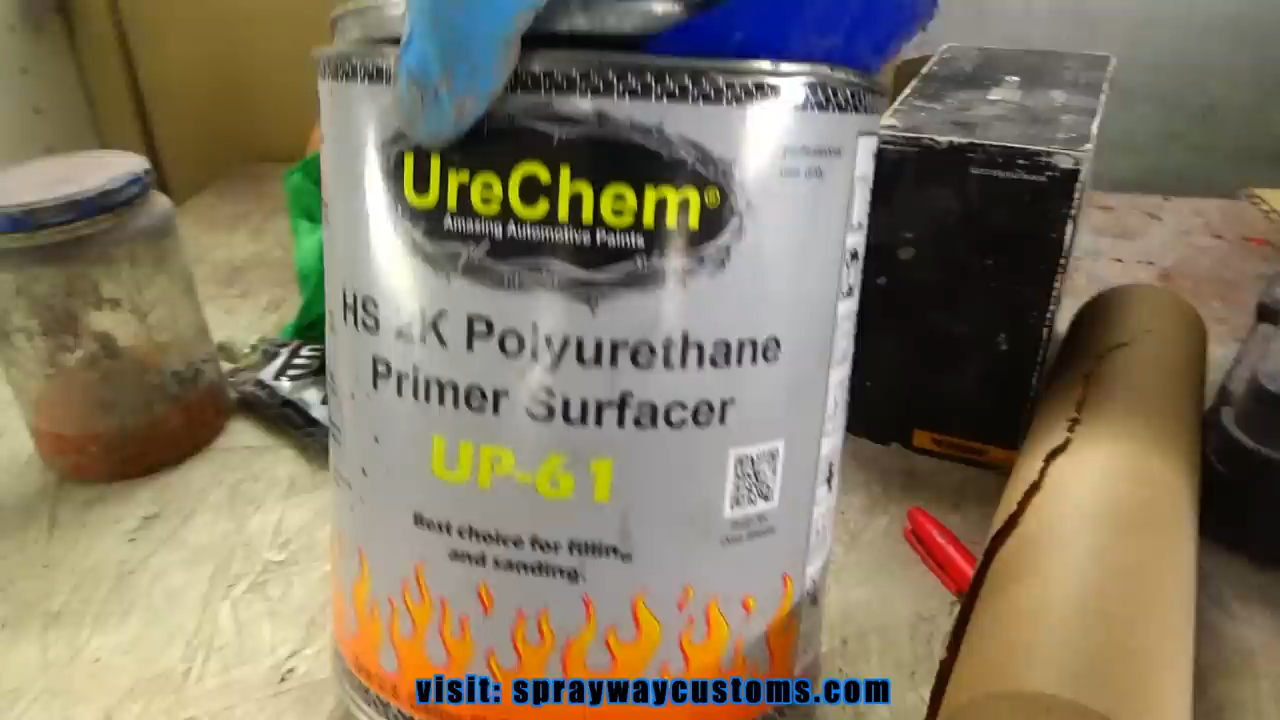 UreChem®
Amazing Automotive Paints
HS 2K Polyurethane
Primer Surfacer
UP-61
Best choice for filling
and sanding.
visit: spraywaycustoms.com